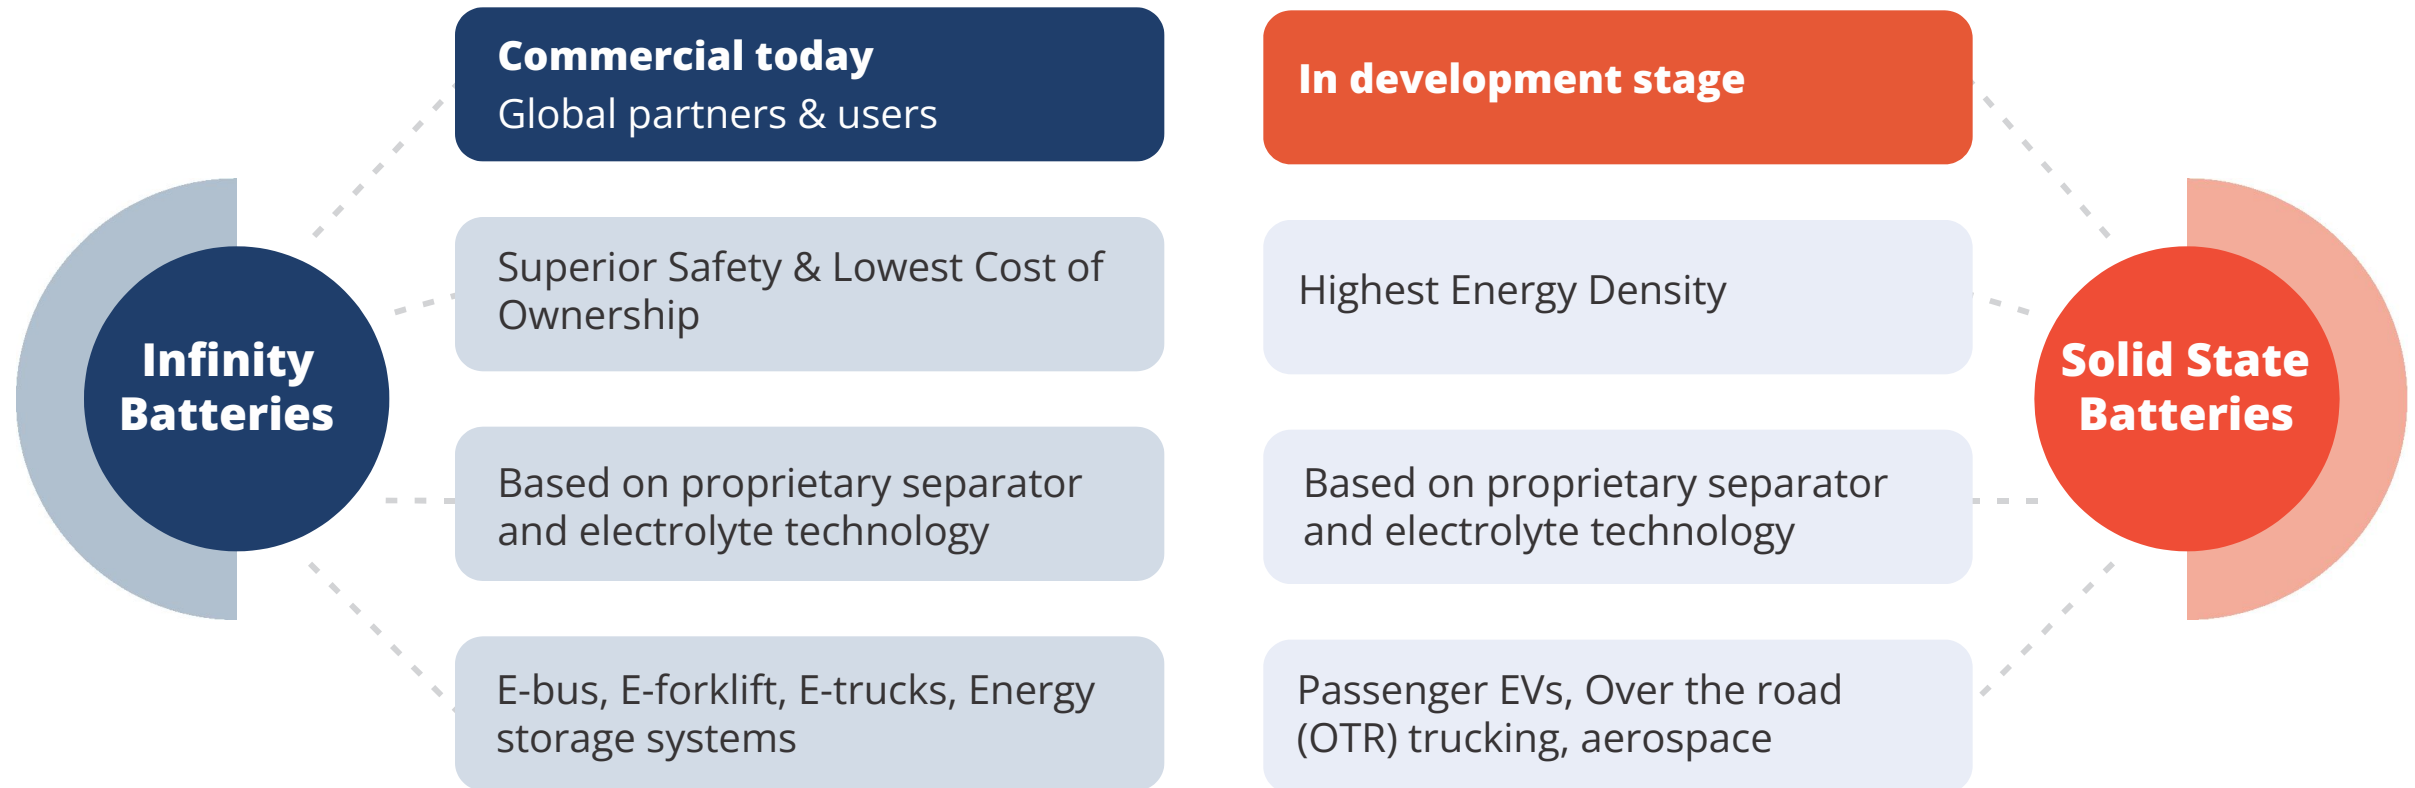 Infinity
Batteries
Commercial today
Global partners & users
Superior Safety & Lowest Cost of
Ownership
Based on proprietary separator
and electrolyte technology
E-bus, E-forklift, E-trucks, Energy
storage systems
In development stage
Highest Energy Density
Based on proprietary separator
and electrolyte technology
Passenger EVs, Over the road
(OTR) trucking, aerospace
Solid State
Batteries